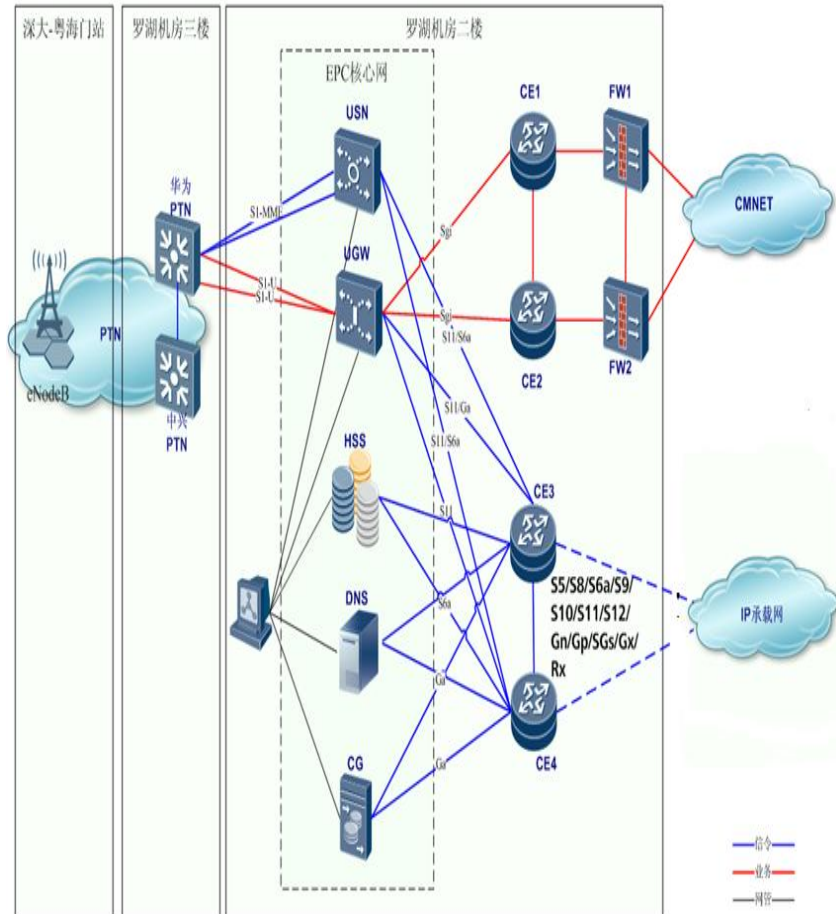 深大-粤海门站
罗湖机房三楼
罗湖机房二楼
EPC核心网
USN
CE1
FW1
华为
PTN
S1-MME
CMNET
UGW
Sgi
S1-U
S1-U
Sgi
PTN
S11/S6a
CE2
FW2
eNodeB
中兴
PTN
S11/Ga
S11/S6a
HSS
CE3
S11
S5/S8/S6a/S9/
S10/S11/S12/
Gn/Gp/SGs/Gx/
Rx
DNS
S6a
IP承载网
Ga
CG
Ga
CE4
信令
业务
网管